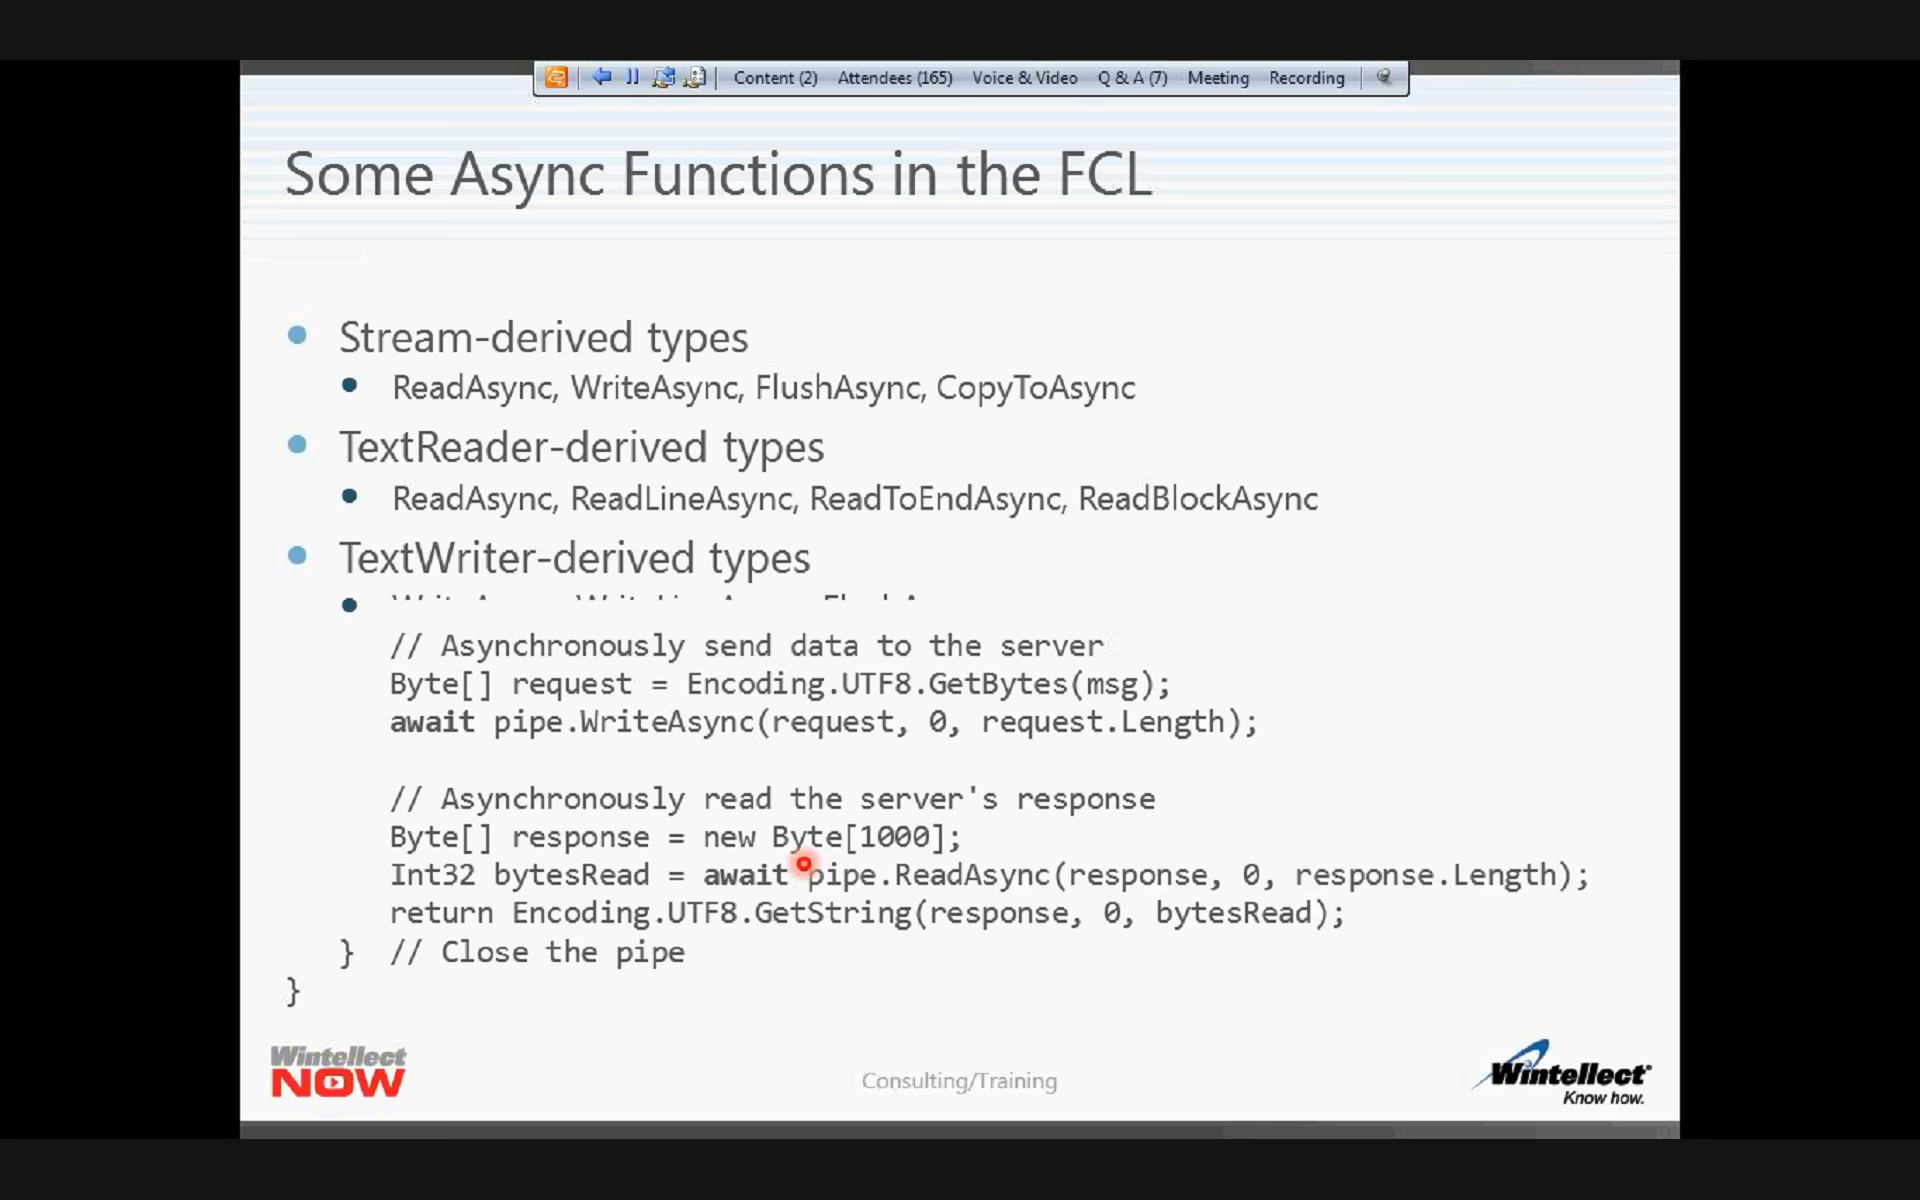 Content (2) Attendees (165) Voice & Video Q & A (7) Meeting Recording
Some Async Functions in the FCL
Stream-derived types
ReadAsync, WriteAsync, FlushAsync, CopyToAsync
TextReader-derived types
ReadAsync, ReadLineAsync, ReadToEndAsync, ReadBlockAsync
TextWriter-derived types
// Asynchronously send data to the server
Byte[] request = Encoding.UTF8.GetBytes(msg);
await pipe.WriteAsync(request, 0, request.Length);
// Asynchronously read the server's response
Byte[] response = new Byte[1000];
Int32 bytesRead = await pipe.ReadAsync(response, 0, response.Length);
return Encoding.UTF8.GetString(response, 0, bytesRead);
} // Close the pipe
}
Wintellect
NOW
Consulting/Training
Wintellect
Know how.